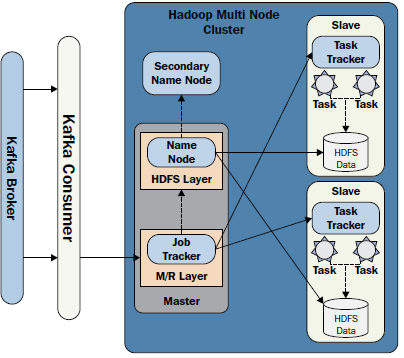 Hadoop Multi Node
Cluster
Kafka Broker
Kafka Consumer
Secondary
Name Node
Name
Node
HDFS Layer
Job
Tracker
M/R Layer
Master
Slave
Task
Tracker
Task
Task
HDFS
Data
Slave
Task
Tracker
Task
Task
HDFS
Data